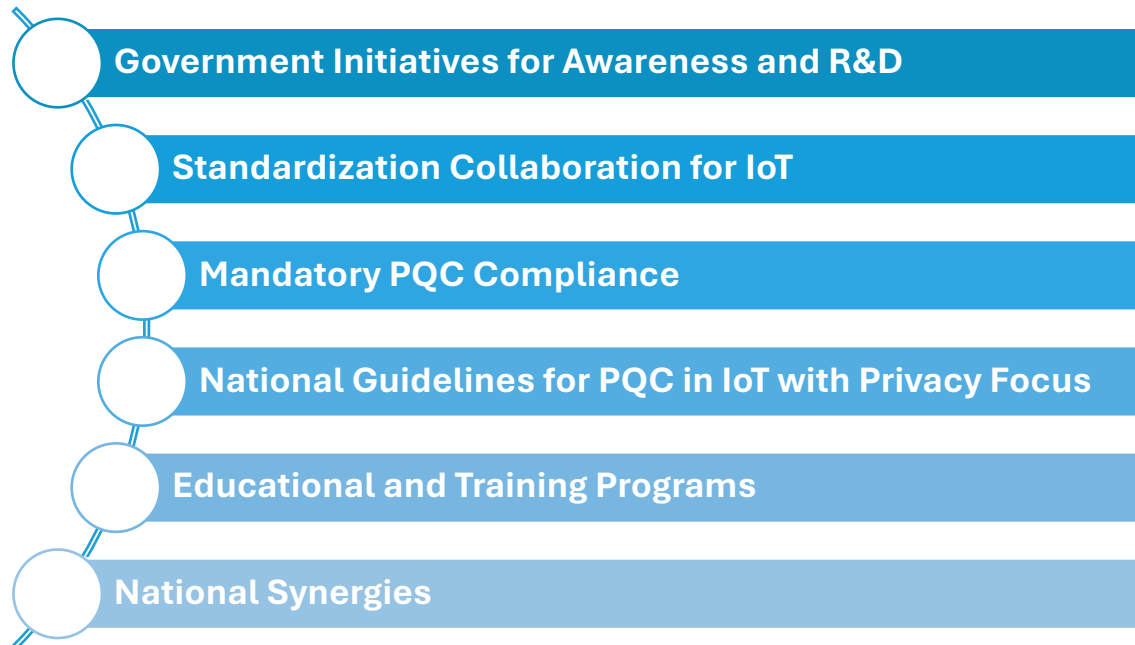 Government Initiatives for Awareness and R&D
Standardization Collaboration for IoT
Mandatory PQC Compliance
National Guidelines for PQC in IoT with Privacy Focus
Educational and Training Programs
National Synergies